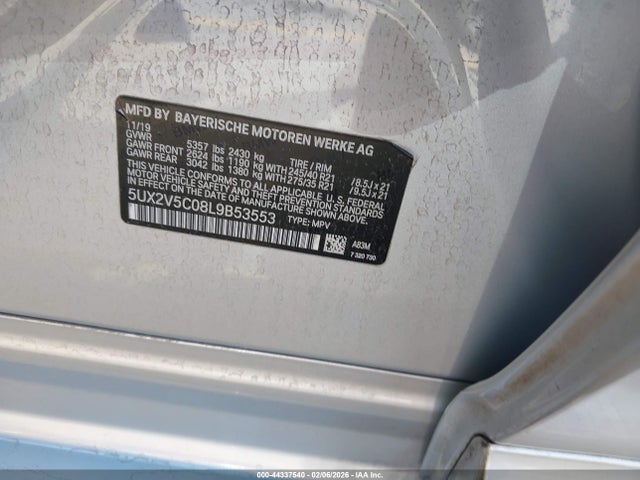 MFD BY BAYERISCHE MOTOREN WERKE AG
11/19
GVWR 5357 lbs 2430 kg TIRE / RIM
GAWR FRONT 2624 lbs 1190 kg WITH 245/40 R21 /8.5J x 21
GAWR REAR 3042 lbs 1380 kg WITH 275/35 R21 /9.5J x 21
THIS VEHICLE CONFORMS TO ALL APPLICABLE U.S. FEDERAL
MOTOR VEHICLE SAFETY, BUMPER, AND THEFT PREVENTION STANDARDS
IN EFFECT ON THE DATE OF MANUFACTURE SHOWN ABOVE.
5UX2V5C08L9B53553 TYPE: MPV
A83M
7 320 730
000-44337540 - 02/06/2026 - COPART